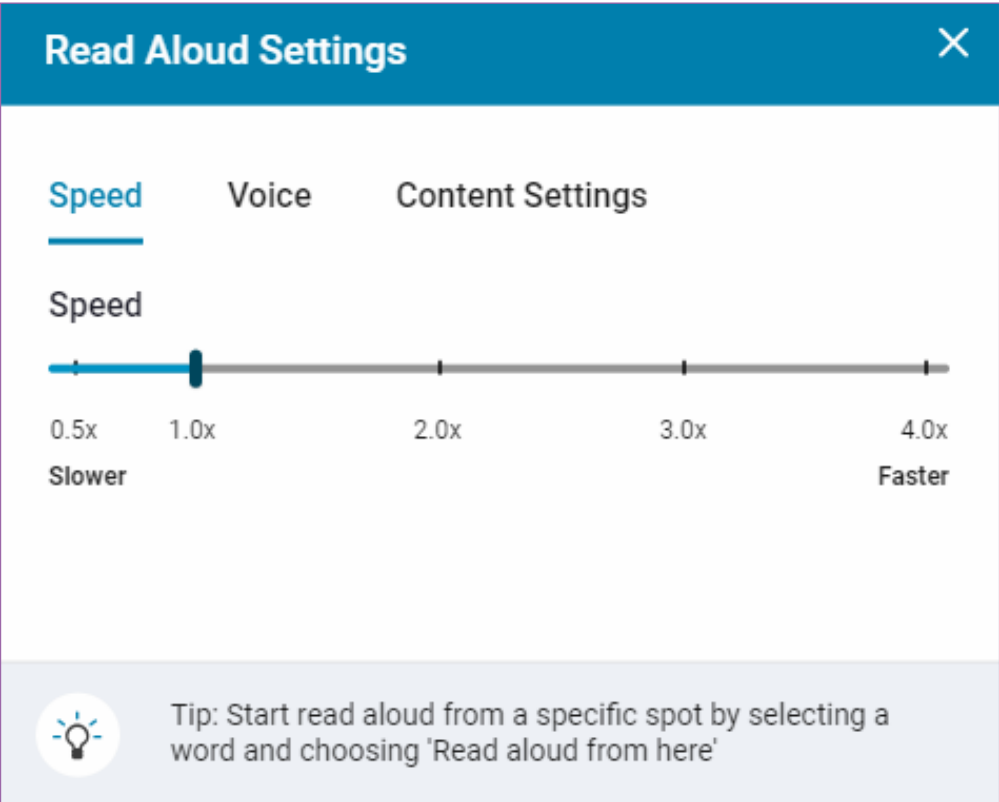 Read Aloud Settings
Speed Voice Content Settings
Speed
0.5x 1.0x 2.0x 3.0x 4.0x
Slower Faster
Tip: Start read aloud from a specific spot by selecting a
word and choosing 'Read aloud from here'